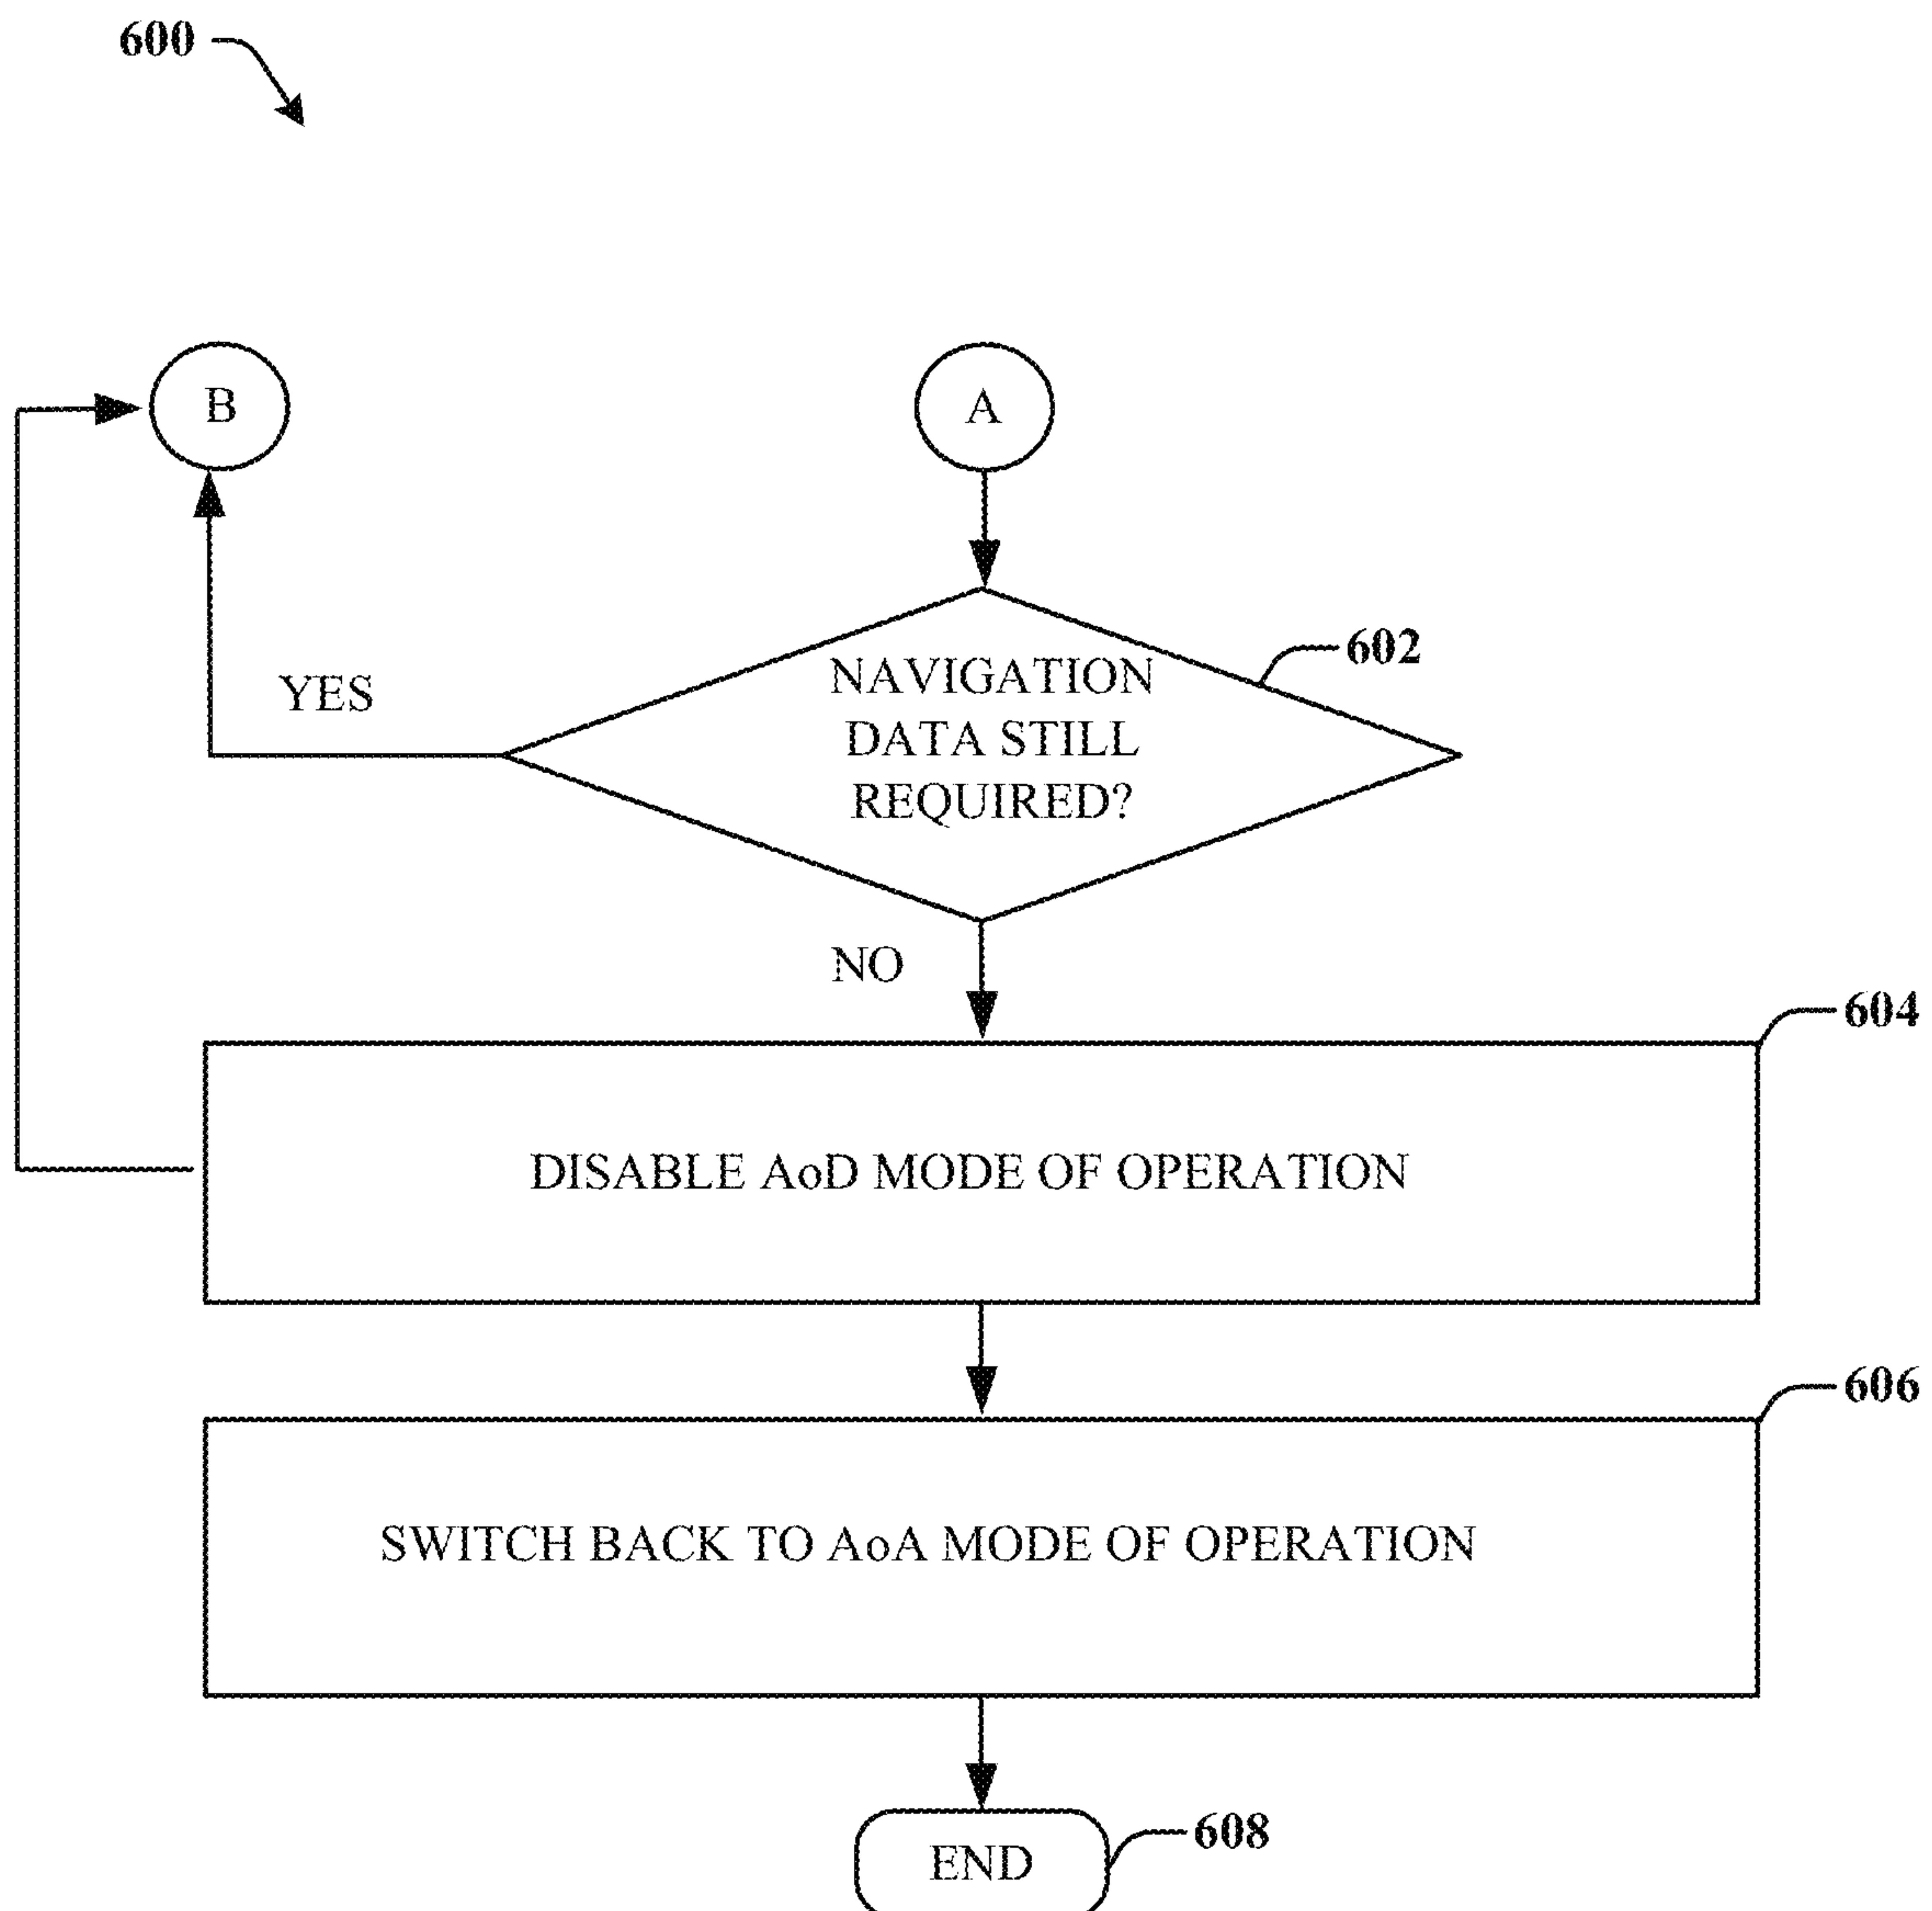 600
B
A
602
NAVIGATION
DATA STILL
REQUIRED?
YES
NO
604
DISABLE AoD MODE OF OPERATION
606
SWITCH BACK TO AoA MODE OF OPERATION
608
END